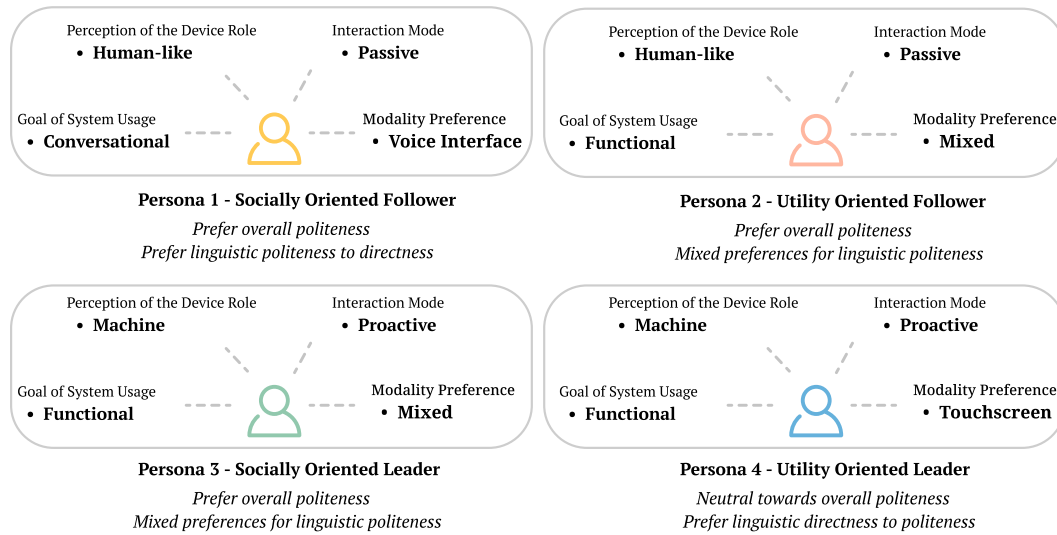 Perception of the Device Role
• Human-like
Interaction Mode
• Passive
Goal of System Usage
• Conversational
Modality Preference
• Voice Interface
Persona 1 - Socially Oriented Follower
Prefer overall politeness
Prefer linguistic politeness to directness
Perception of the Device Role
• Human-like
Interaction Mode
• Passive
Goal of System Usage
• Functional
Modality Preference
• Mixed
Persona 2 - Utility Oriented Follower
Prefer overall politeness
Mixed preferences for linguistic politeness
Perception of the Device Role
• Machine
Interaction Mode
• Proactive
Goal of System Usage
• Functional
Modality Preference
• Mixed
Persona 3 - Socially Oriented Leader
Prefer overall politeness
Mixed preferences for linguistic politeness
Perception of the Device Role
• Machine
Interaction Mode
• Proactive
Goal of System Usage
• Functional
Modality Preference
• Touchscreen
Persona 4 - Utility Oriented Leader
Neutral towards overall politeness
Prefer linguistic directness to politeness